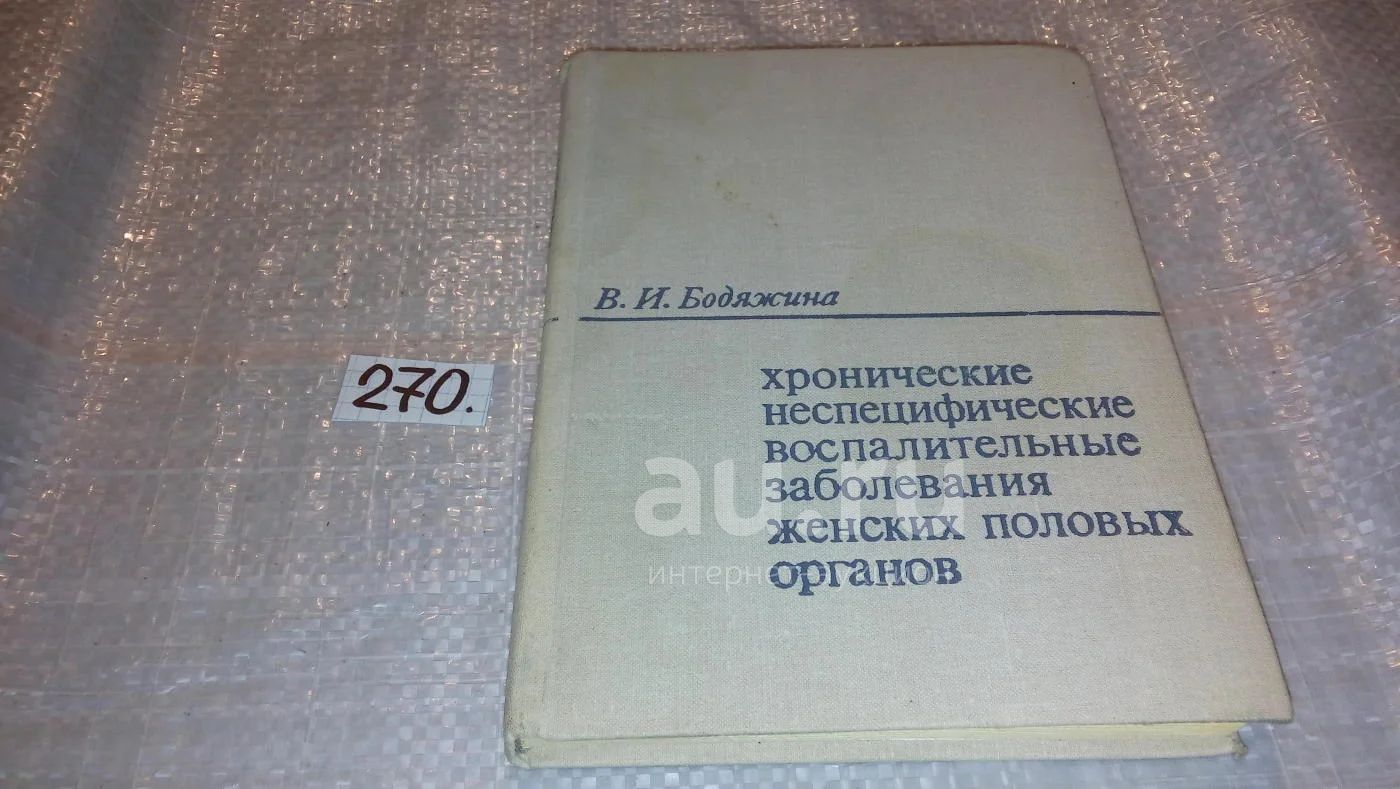 В. И. Бодяжина
270.
хронические
неспецифические
воспалительные
заболевания
женских половых
органов
au.ru